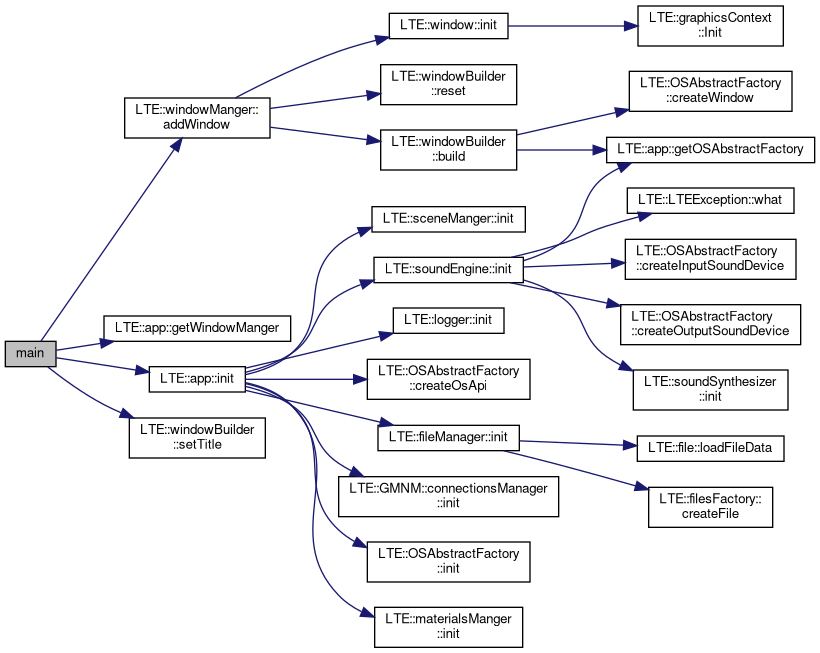 main
LTE::windowManger::
addWindow
LTE::app::getWindowManger
LTE::app::init
LTE::windowBuilder
::setTitle
LTE::window::init
LTE::windowBuilder
::reset
LTE::windowBuilder
::build
LTE::sceneManger::init
LTE::soundEngine::init
LTE::logger::init
LTE::OSAbstractFactory
::createOsApi
LTE::fileManager::init
LTE::GMNM::connectionsManager
::init
LTE::OSAbstractFactory
::init
LTE::materialsManger
::init
LTE::graphicsContext
::Init
LTE::OSAbstractFactory
::createWindow
LTE::app::getOSAbstractFactory
LTE::LTEException::what
LTE::OSAbstractFactory
::createInputSoundDevice
LTE::OSAbstractFactory
::createOutputSoundDevice
LTE::soundSynthesizer
::init
LTE::file::loadFileData
LTE::filesFactory::
createFile